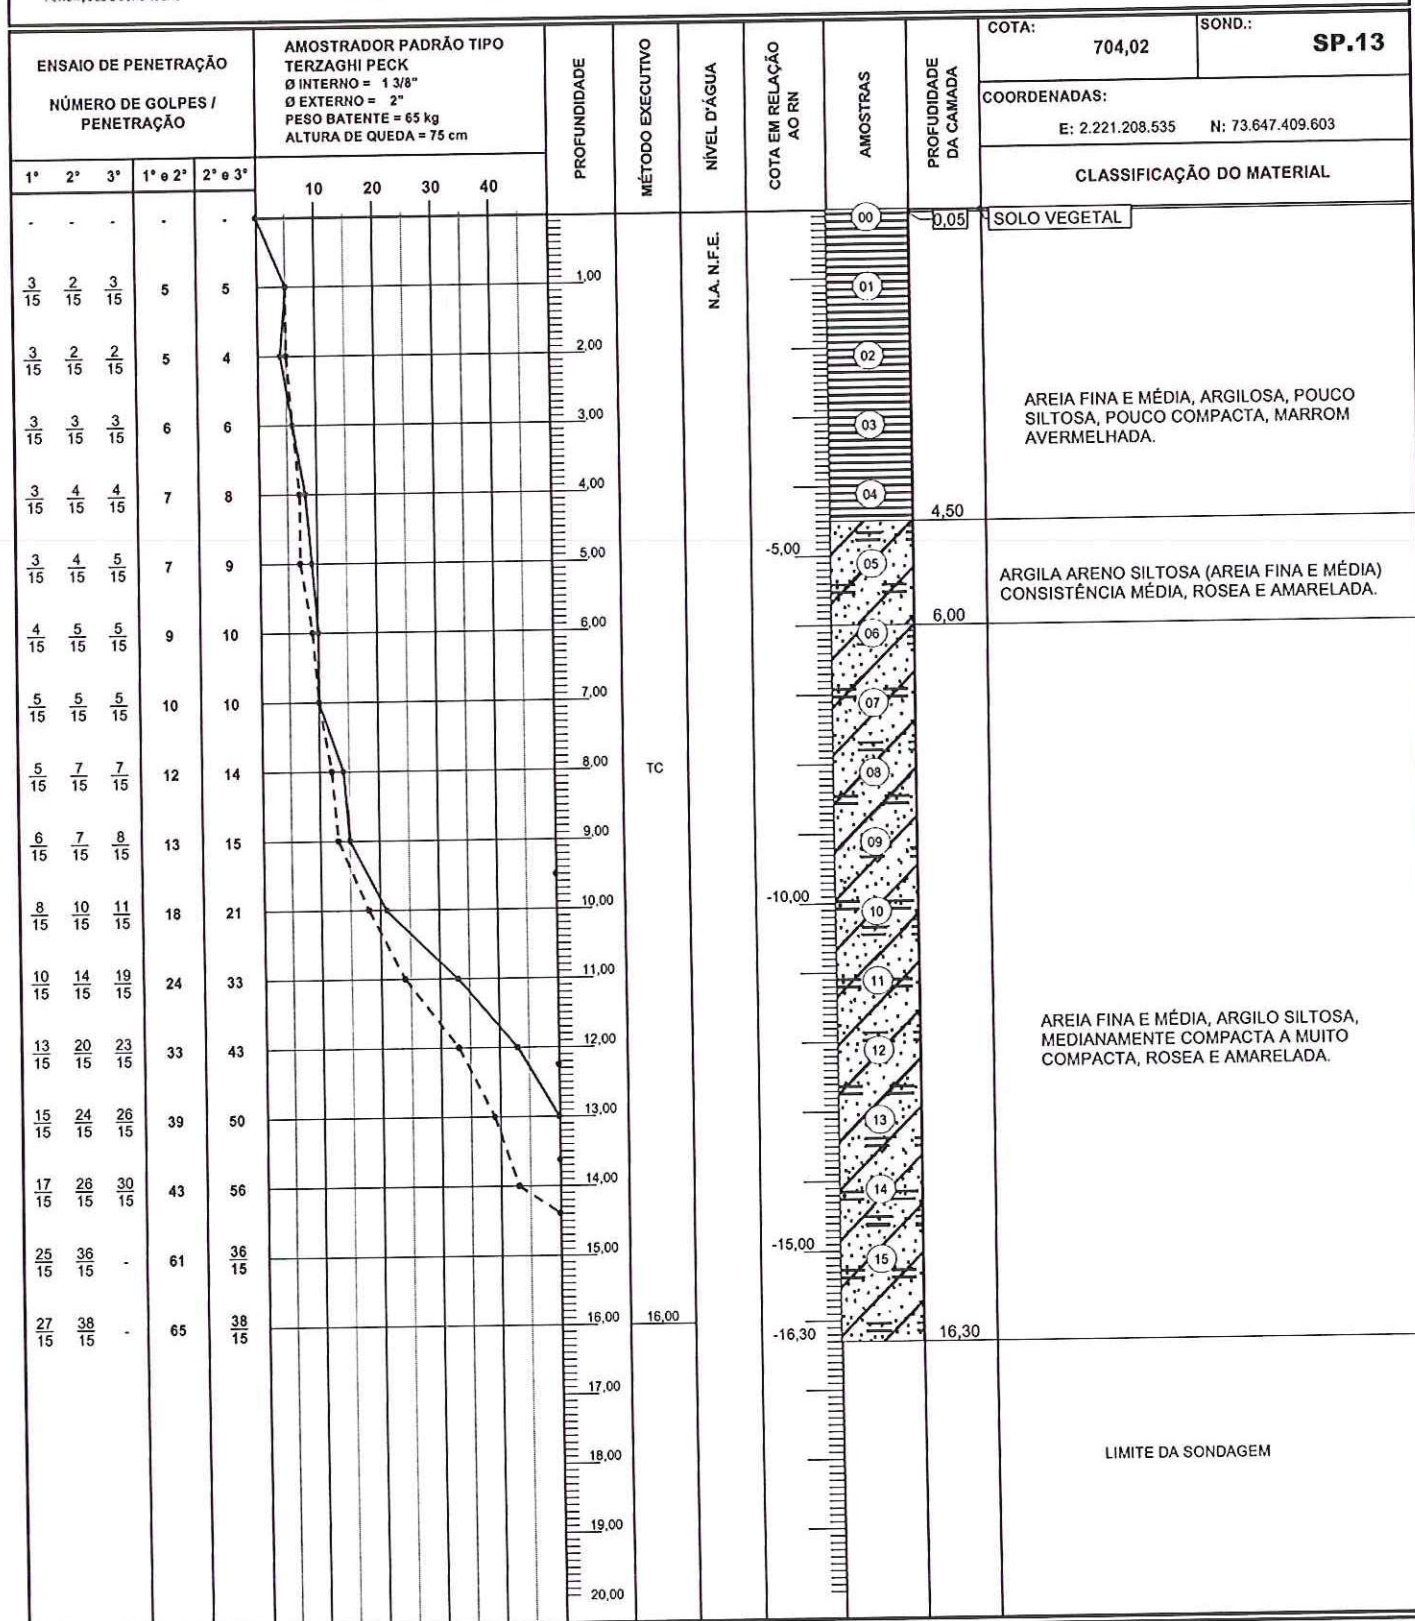 COTA:
704,02
SOND.:
SP.13
ENSAIO DE PENETRAÇÃO
NÚMERO DE GOLPES /
PENETRAÇÃO
AMOSTRADOR PADRÃO TIPO
TERZAGHI PECK
Ø INTERNO = 1 3/8"
Ø EXTERNO = 2"
PESO BATENTE = 65 kg
ALTURA DE QUEDA = 75 cm
PROFUNDIDADE
MÉTODO EXECUTIVO
NÍVEL D'ÁGUA
COTA EM RELAÇÃO
AO RN
AMOSTRAS
PROFUDIDADE
DA CAMADA
COORDENADAS:
E: 2.221.208.535 N: 73.647.409.603
CLASSIFICAÇÃO DO MATERIAL
1° 2° 3° 1° e 2° 2° e 3°
10 20 30 40
- - - - -
00
0,05
SOLO VEGETAL
N.A. N.F.E.
3/15 2/15 3/15 5 5
1,00
01
3/15 2/15 2/15 5 4
2,00
02
3/15 3/15 3/15 6 6
3,00
03
AREIA FINA E MÉDIA, ARGILOSA, POUCO
SILTOSA, POUCO COMPACTA, MARROM
AVERMELHADA.
3/15 4/15 4/15 7 8
4,00
04
4,50
3/15 4/15 5/15 7 9
5,00
-5,00
05
ARGILA ARENO SILTOSA (AREIA FINA E MÉDIA)
CONSISTÊNCIA MÉDIA, ROSEA E AMARELADA.
4/15 5/15 5/15 9 10
6,00
06
6,00
5/15 5/15 5/15 10 10
7,00
07
5/15 7/15 7/15 12 14
8,00
TC
08
6/15 7/15 8/15 13 15
9,00
09
8/15 10/15 11/15 18 21
10,00
-10,00
10
10/15 14/15 19/15 24 33
11,00
11
13/15 20/15 23/15 33 43
12,00
12
AREIA FINA E MÉDIA, ARGILO SILTOSA,
MEDIANAMENTE COMPACTA A MUITO
COMPACTA, ROSEA E AMARELADA.
15/15 24/15 26/15 39 50
13,00
13
17/15 26/15 30/15 43 56
14,00
14
25/15 36/15 - 61 36/15
15,00
-15,00
15
27/15 38/15 - 65 38/15
16,00
16,00
-16,30
16,30
17,00
18,00
LIMITE DA SONDAGEM
19,00
20,00